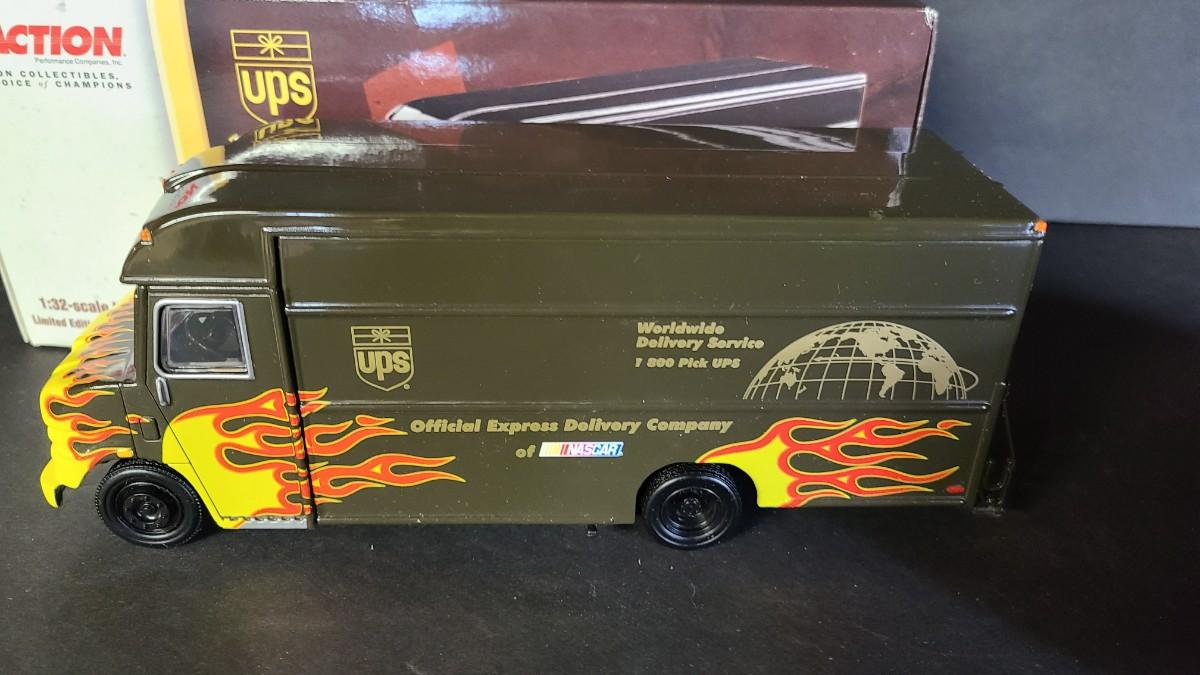 ACTION
Performance Companies, Inc.
ON COLLECTIBLES.
OICE of CHAMPIONS
1:32-scale
Limited Edit
ups
ups
Worldwide
Delivery Service
1 800 Pick UPS
Official Express Delivery Company
of NASCAR